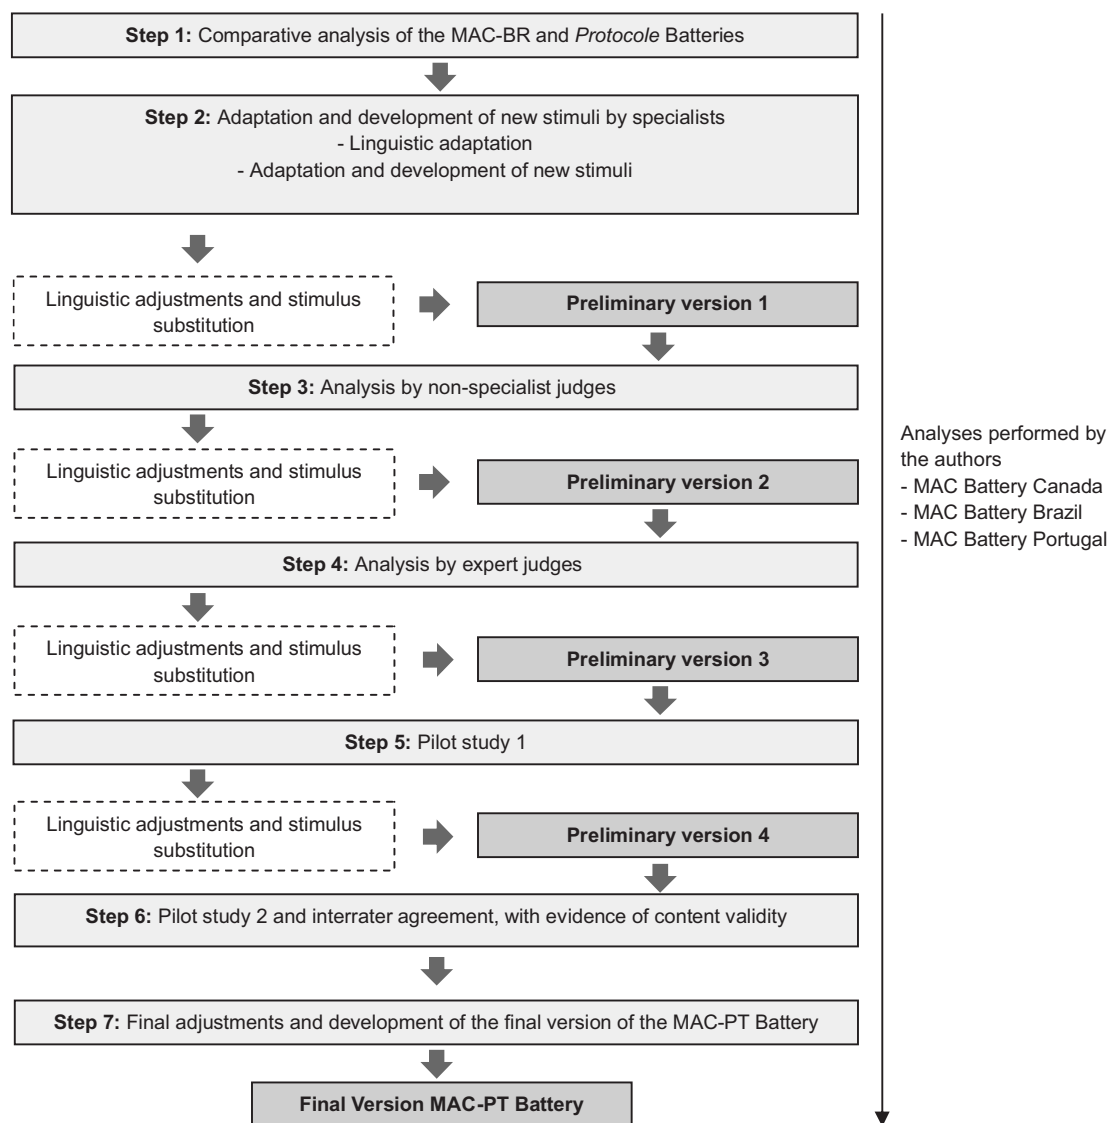 Step 1: Comparative analysis of the MAC-BR and Protocole Batteries
Step 2: Adaptation and development of new stimuli by specialists
- Linguistic adaptation
- Adaptation and development of new stimuli
Linguistic adjustments and stimulus
substitution
Preliminary version 1
Step 3: Analysis by non-specialist judges
Linguistic adjustments and stimulus
substitution
Preliminary version 2
Step 4: Analysis by expert judges
Linguistic adjustments and stimulus
substitution
Preliminary version 3
Step 5: Pilot study 1
Linguistic adjustments and stimulus
substitution
Preliminary version 4
Step 6: Pilot study 2 and interrater agreement, with evidence of content validity
Step 7: Final adjustments and development of the final version of the MAC-PT Battery
Final Version MAC-PT Battery
Analyses performed by
the authors
- MAC Battery Canada
- MAC Battery Brazil
- MAC Battery Portugal